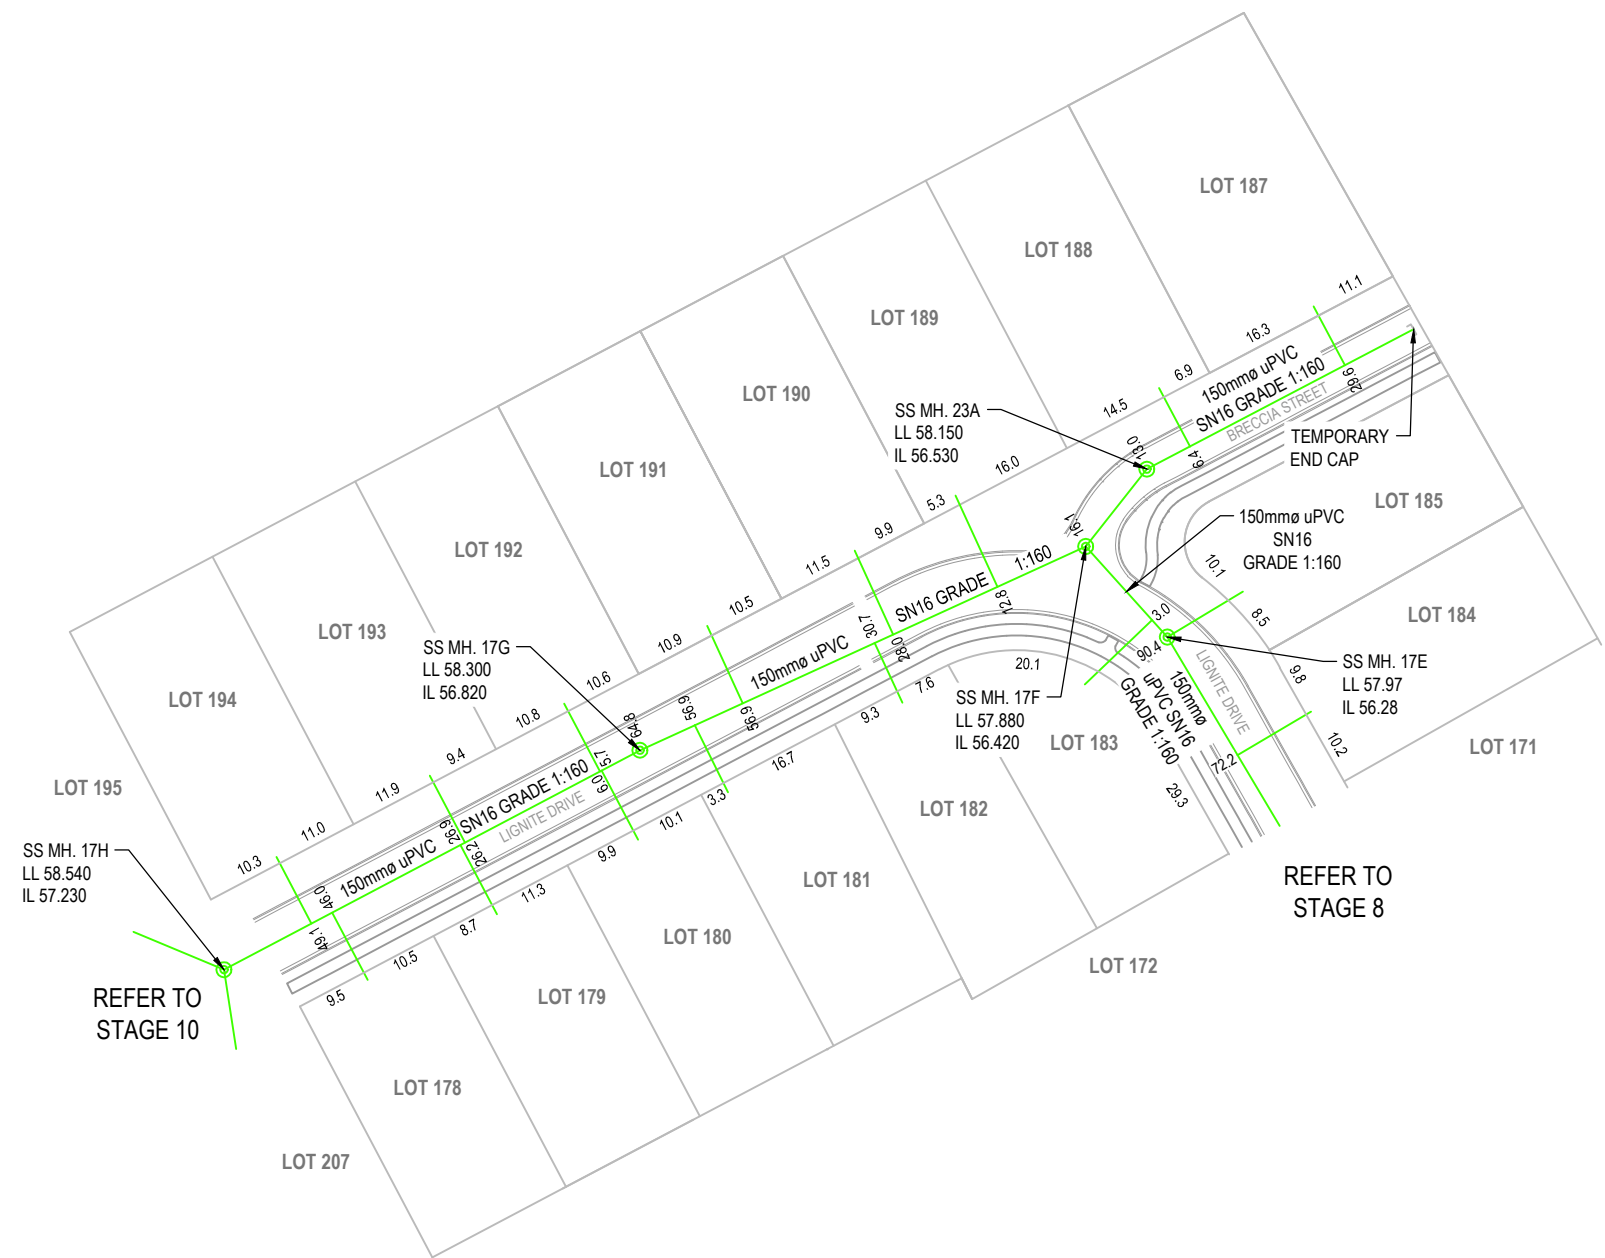 LOT 187
LOT 188
LOT 189
LOT 190
LOT 191
LOT 192
LOT 193
LOT 194
LOT 195
11.1
16.3
6.9
14.5
16.0
5.3
9.9
11.5
10.5
10.9
10.6
10.8
9.4
11.9
11.0
10.3
SS MH. 23A
LL 58.150
IL 56.530
150mmø uPVC
SN16 GRADE 1:160
BRECCIA STREET
29.6
6.4
13.0
16.1
TEMPORARY
END CAP
LOT 185
150mmø uPVC
SN16
GRADE 1:160
10.1
8.5
9.8
10.2
LOT 184
LOT 171
SS MH. 17G
LL 58.300
IL 56.820
150mmø uPVC
SN16 GRADE
1:160
12.8
30.7
28.0
56.9
56.9
64.8
5.7
6.0
3.0
90.4
SS MH. 17E
LL 57.97
IL 56.28
SS MH. 17F
LL 57.880
IL 56.420
150mmø
uPVC SN16
GRADE 1:160
LIGNITE DRIVE
72.2
29.3
20.1
7.6
9.3
16.7
3.3
10.1
9.9
11.3
8.7
10.5
9.5
LOT 183
LOT 182
LOT 181
LOT 180
LOT 179
LOT 178
LOT 172
LOT 207
150mmø uPVC
SN16 GRADE 1:160
LIGNITE DRIVE
26.9
26.2
46.0
49.1
SS MH. 17H
LL 58.540
IL 57.230
REFER TO
STAGE 10
REFER TO
STAGE 8